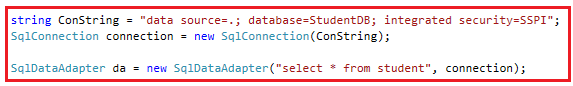 string ConString = "data source=.; database=StudentDB; integrated security=SSPI";
SqlConnection connection = new SqlConnection(ConString);
SqlDataAdapter da = new SqlDataAdapter("select * from student", connection);